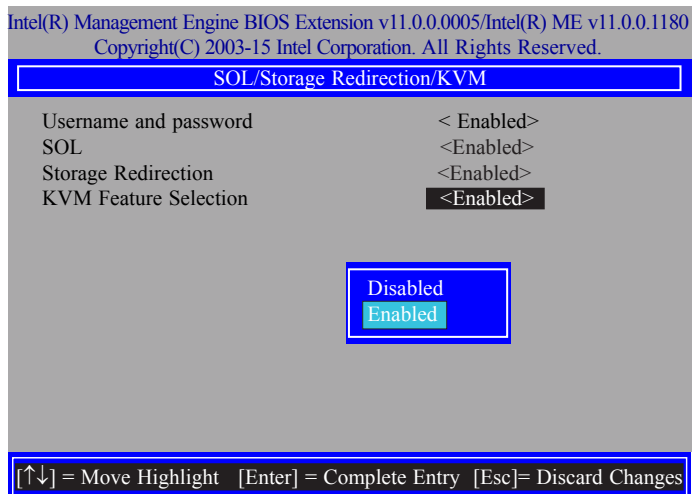 Intel(R) Management Engine BIOS Extension v11.0.0.0005/Intel(R) ME v11.0.0.1180
Copyright(C) 2003-15 Intel Corporation. All Rights Reserved.
SOL/Storage Redirection/KVM
Username and password < Enabled>
SOL <Enabled>
Storage Redirection <Enabled>
KVM Feature Selection <Enabled>
Disabled
Enabled
[↑↓] = Move Highlight [Enter] = Complete Entry [Esc]= Discard Changes